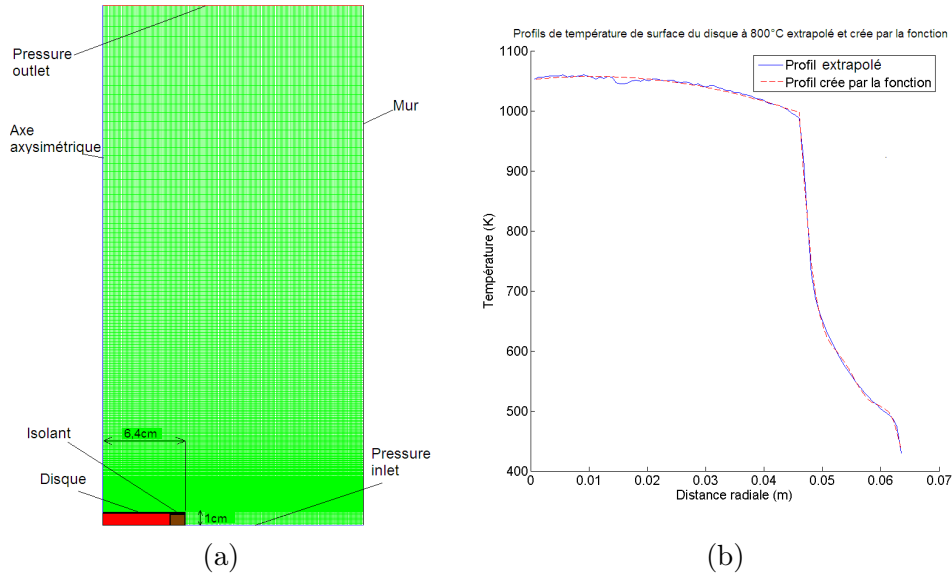 Pressure
outlet
Axe
axysimétrique
Mur
6,4cm
Isolant
Disque
Pressure
inlet
1cm
(a)
Profils de température de surface du disque à 800°C extrapolé et crée par la fonction
Profil extrapolé
Profil crée par la fonction
Température (K)
1100
1000
900
800
700
600
500
400
0
0.01
0.02
0.03
0.04
0.05
0.06
0.07
Distance radiale (m)
(b)